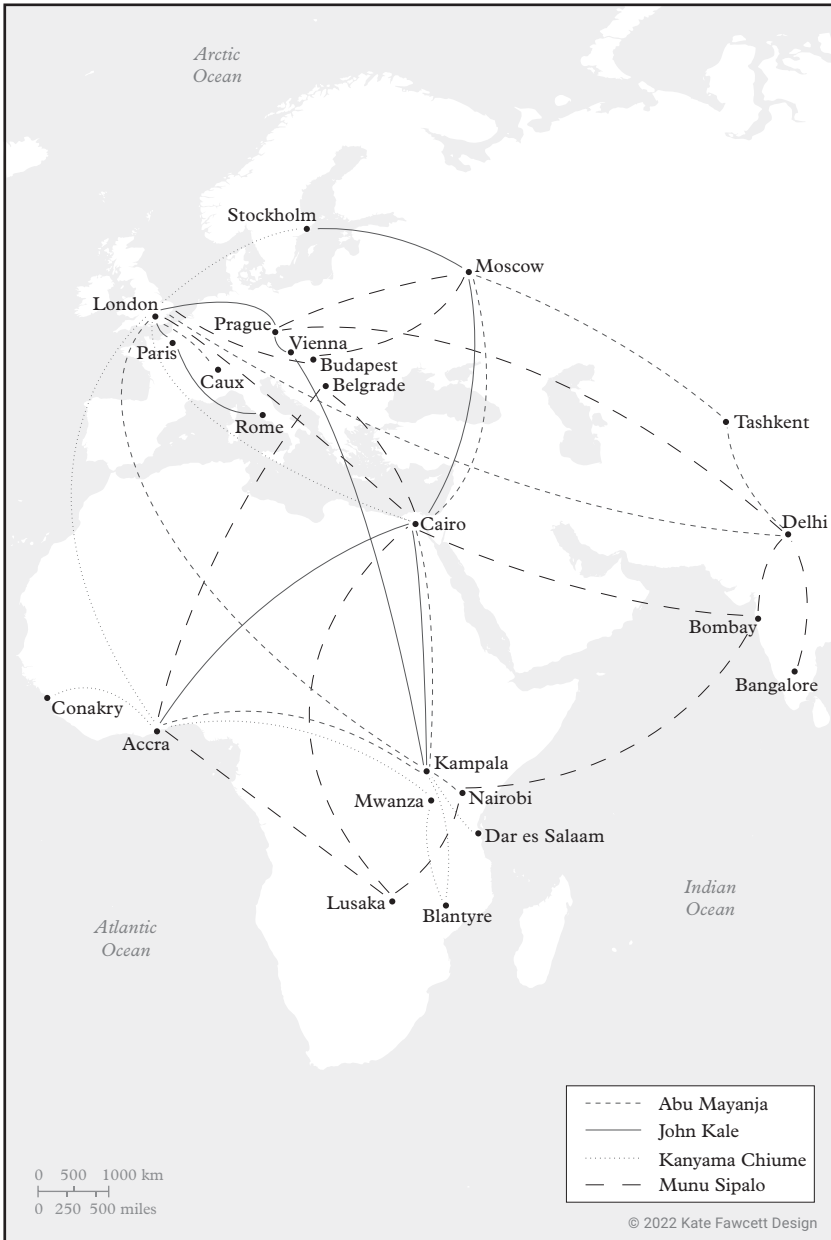 Arctic
Ocean
Stockholm
Moscow
London
Prague
Vienna
Paris
Budapest
Caux
Belgrade
Rome
Tashkent
Cairo
Delhi
Bombay
Bangalore
Conakry
Accra
Kampala
Mwanza
Nairobi
Dar es Salaam
Lusaka
Blantyre
Indian
Ocean
Atlantic
Ocean
Abu Mayanja
John Kale
Kanyama Chiume
Munu Sipalo
0 500 1000 km
0 250 500 miles
© 2022 Kate Fawcett Design